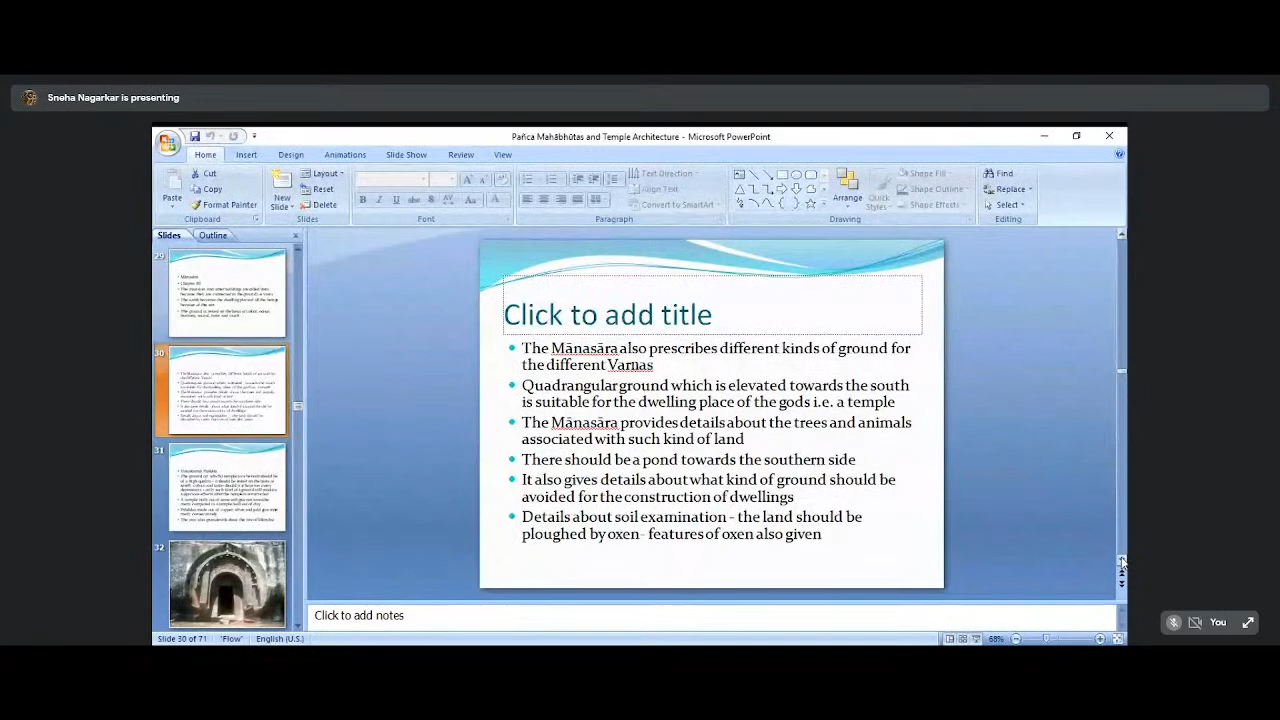 Sneha Nagarkar is presenting
Pañca Mahābhūtas and Temple Architecture - Microsoft PowerPoint
Home Insert Design Animations Slide Show Review View
Paste
Cut
Copy
Format Painter
Clipboard
New Slide
Layout
Reset
Delete
Slides
Font
Text Direction
Align Text
Convert to SmartArt
Paragraph
Arrange
Quick Styles
Shape Fill
Shape Outline
Shape Effects
Drawing
Find
Replace
Select
Editing
Slides Outline
29
30
31
32
Click to add title
The Mānasāra also prescribes different kinds of ground for
the different Varnas
Quadrangular ground which is elevated towards the south
is suitable for the dwelling place of the gods i.e. a temple
The Mānasāra provides details about the trees and animals
associated with such kind of land
There should be a pond towards the southern side
It also gives details about what kind of ground should be
avoided for the construction of dwellings
Details about soil examination - the land should be
ploughed by oxen- features of oxen also given
Click to add notes
Slide 30 of 71 'Flow' English (U.S.) 68%
You